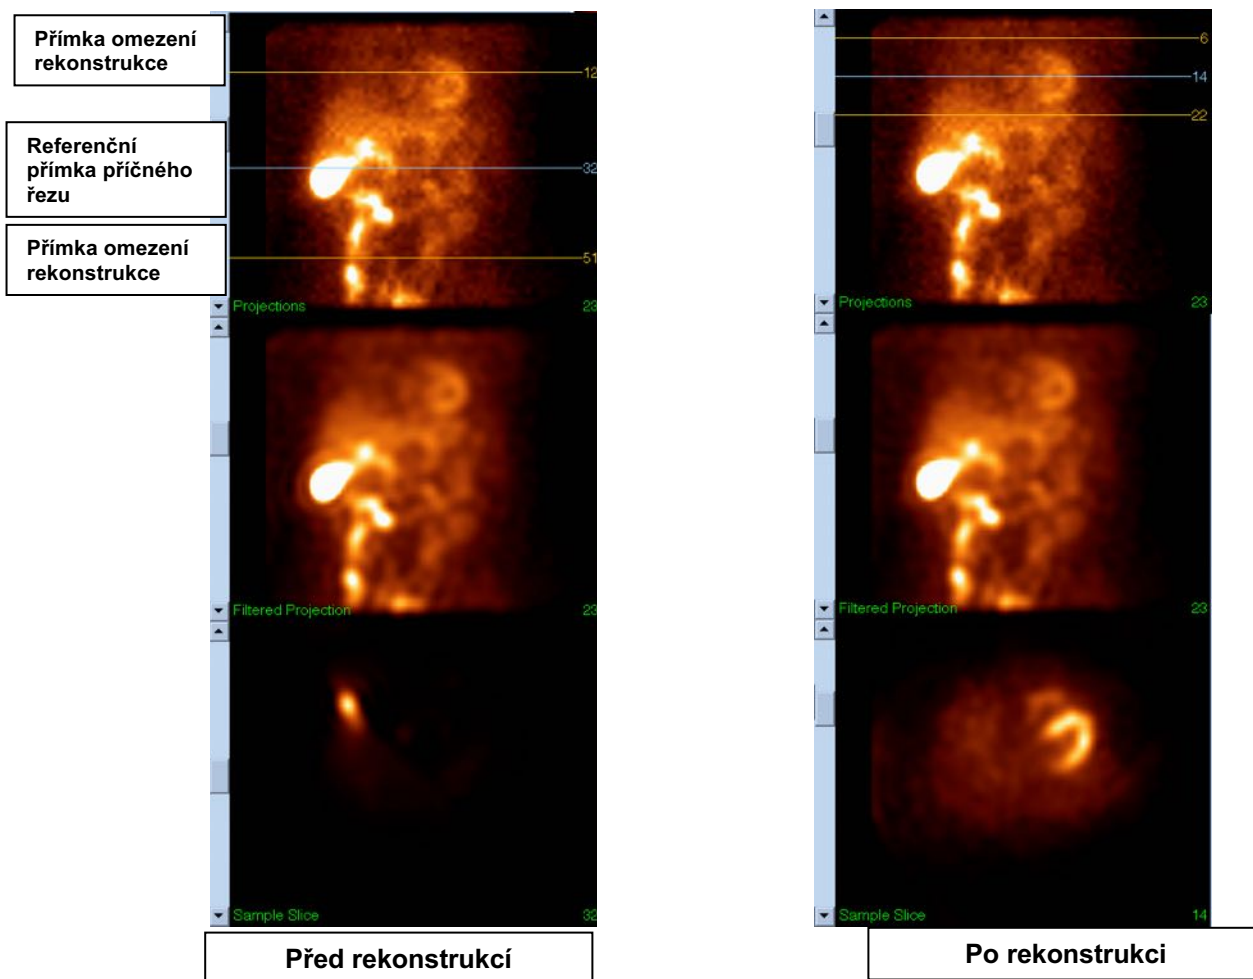 Přímka omezení
rekonstrukce
Referenční
přímka příčného
řezu
Přímka omezení
rekonstrukce
12
32
51
Projections 23
Filtered Projection 23
Sample Slice 32
Před rekonstrukcí
6
14
22
Projections 23
Filtered Projection 23
Sample Slice 14
Po rekonstrukci